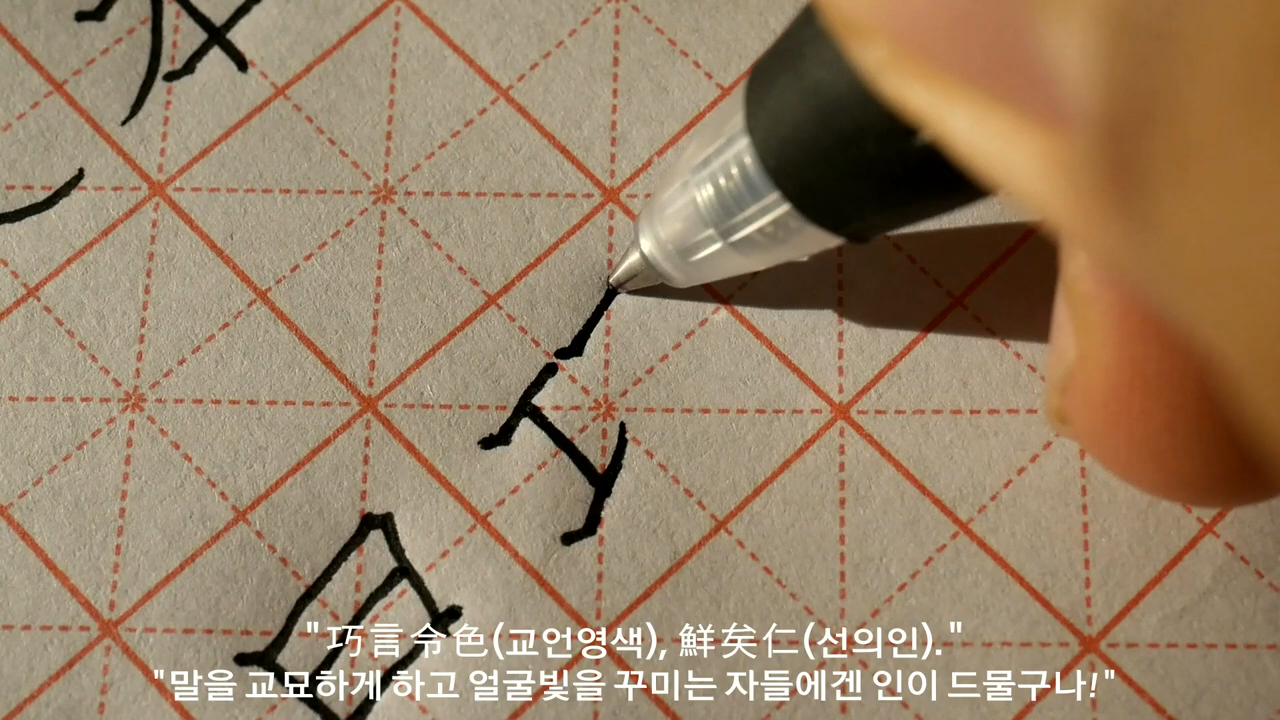 "巧言令色(교언영색), 鮮矣仁(선의인)."
"말을 교묘하게 하고 얼굴빛을 꾸미는 자들에겐 인이 드물구나!"